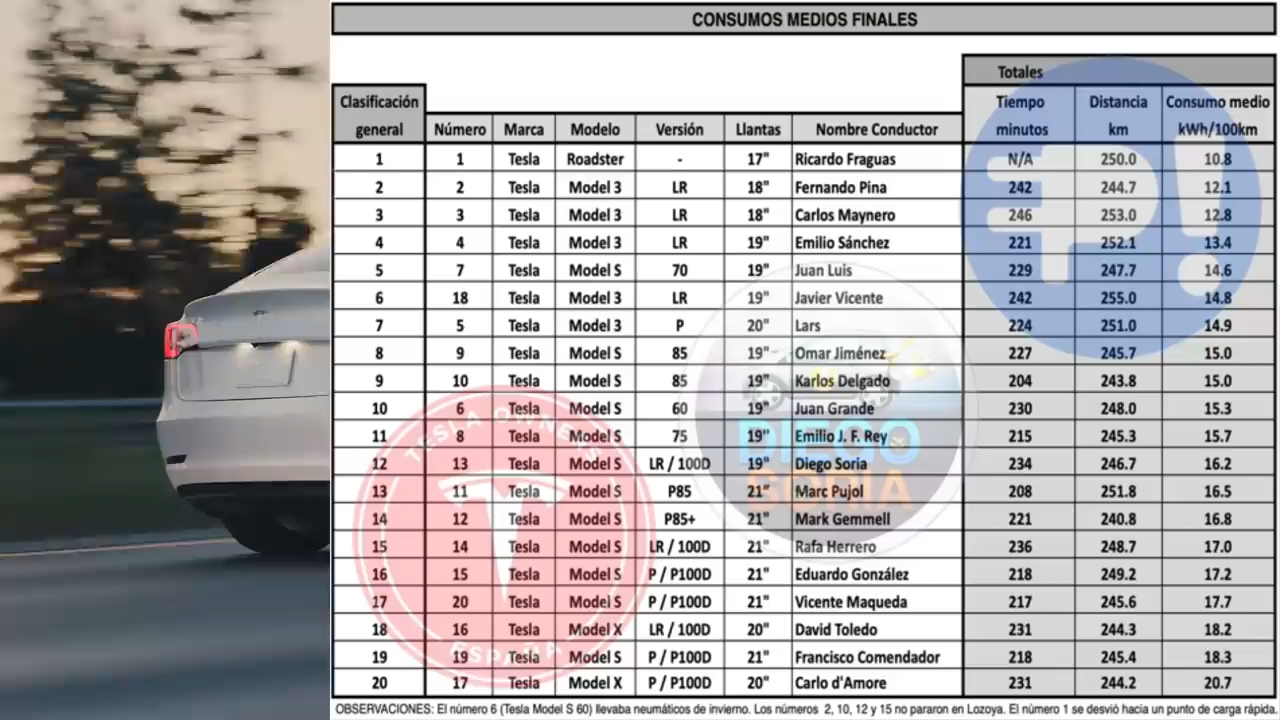 CONSUMOS MEDIOS FINALES
Totales
Clasificación general Número Marca Modelo Versión Llantas Nombre Conductor Tiempo minutos Distancia km Consumo medio kWh/100km
1 1 Tesla Roadster - 17" Ricardo Fraguas N/A 250.0 10.8
2 2 Tesla Model 3 LR 18" Fernando Pina 242 244.7 12.1
3 3 Tesla Model 3 LR 18" Carlos Maynero 246 253.0 12.8
4 4 Tesla Model 3 LR 19" Emilio Sánchez 221 252.1 13.4
5 7 Tesla Model S 70 19" Juan Luis 229 247.7 14.6
6 18 Tesla Model 3 LR 19" Javier Vicente 242 255.0 14.8
7 5 Tesla Model 3 P 20" Lars 224 251.0 14.9
8 9 Tesla Model S 85 19" Omar Jiménez 227 245.7 15.0
9 10 Tesla Model S 85 19" Karlos Delgado 204 243.8 15.0
10 6 Tesla Model S 60 19" Juan Grande 230 248.0 15.3
11 8 Tesla Model S 75 19" Emilio J. F. Rey 215 245.3 15.7
12 13 Tesla Model S LR / 100D 19" Diego Soria 234 246.7 16.2
13 11 Tesla Model S P85 21" Marc Pujol 208 251.8 16.5
14 12 Tesla Model S P85+ 21" Mark Gemmell 221 240.8 16.8
15 14 Tesla Model S LR / 100D 21" Rafa Herrero 236 248.7 17.0
16 15 Tesla Model S P / P100D 21" Eduardo González 218 249.2 17.2
17 20 Tesla Model S P / P100D 21" Vicente Maqueda 217 245.6 17.7
18 16 Tesla Model X LR / 100D 20" David Toledo 231 244.3 18.2
19 19 Tesla Model S P / P100D 21" Francisco Comendador 218 245.4 18.3
20 17 Tesla Model X P / P100D 20" Carlo d'Amore 231 244.2 20.7
OBSERVACIONES: El número 6 (Tesla Model S 60) llevaba neumáticos de invierno. Los números 2, 10, 12 y 15 no pararon en Lozoya. El número 1 se desvió hacia un punto de carga rápida.
TESLA OWNERS
ESPAÑA
DIEGO
SORIA